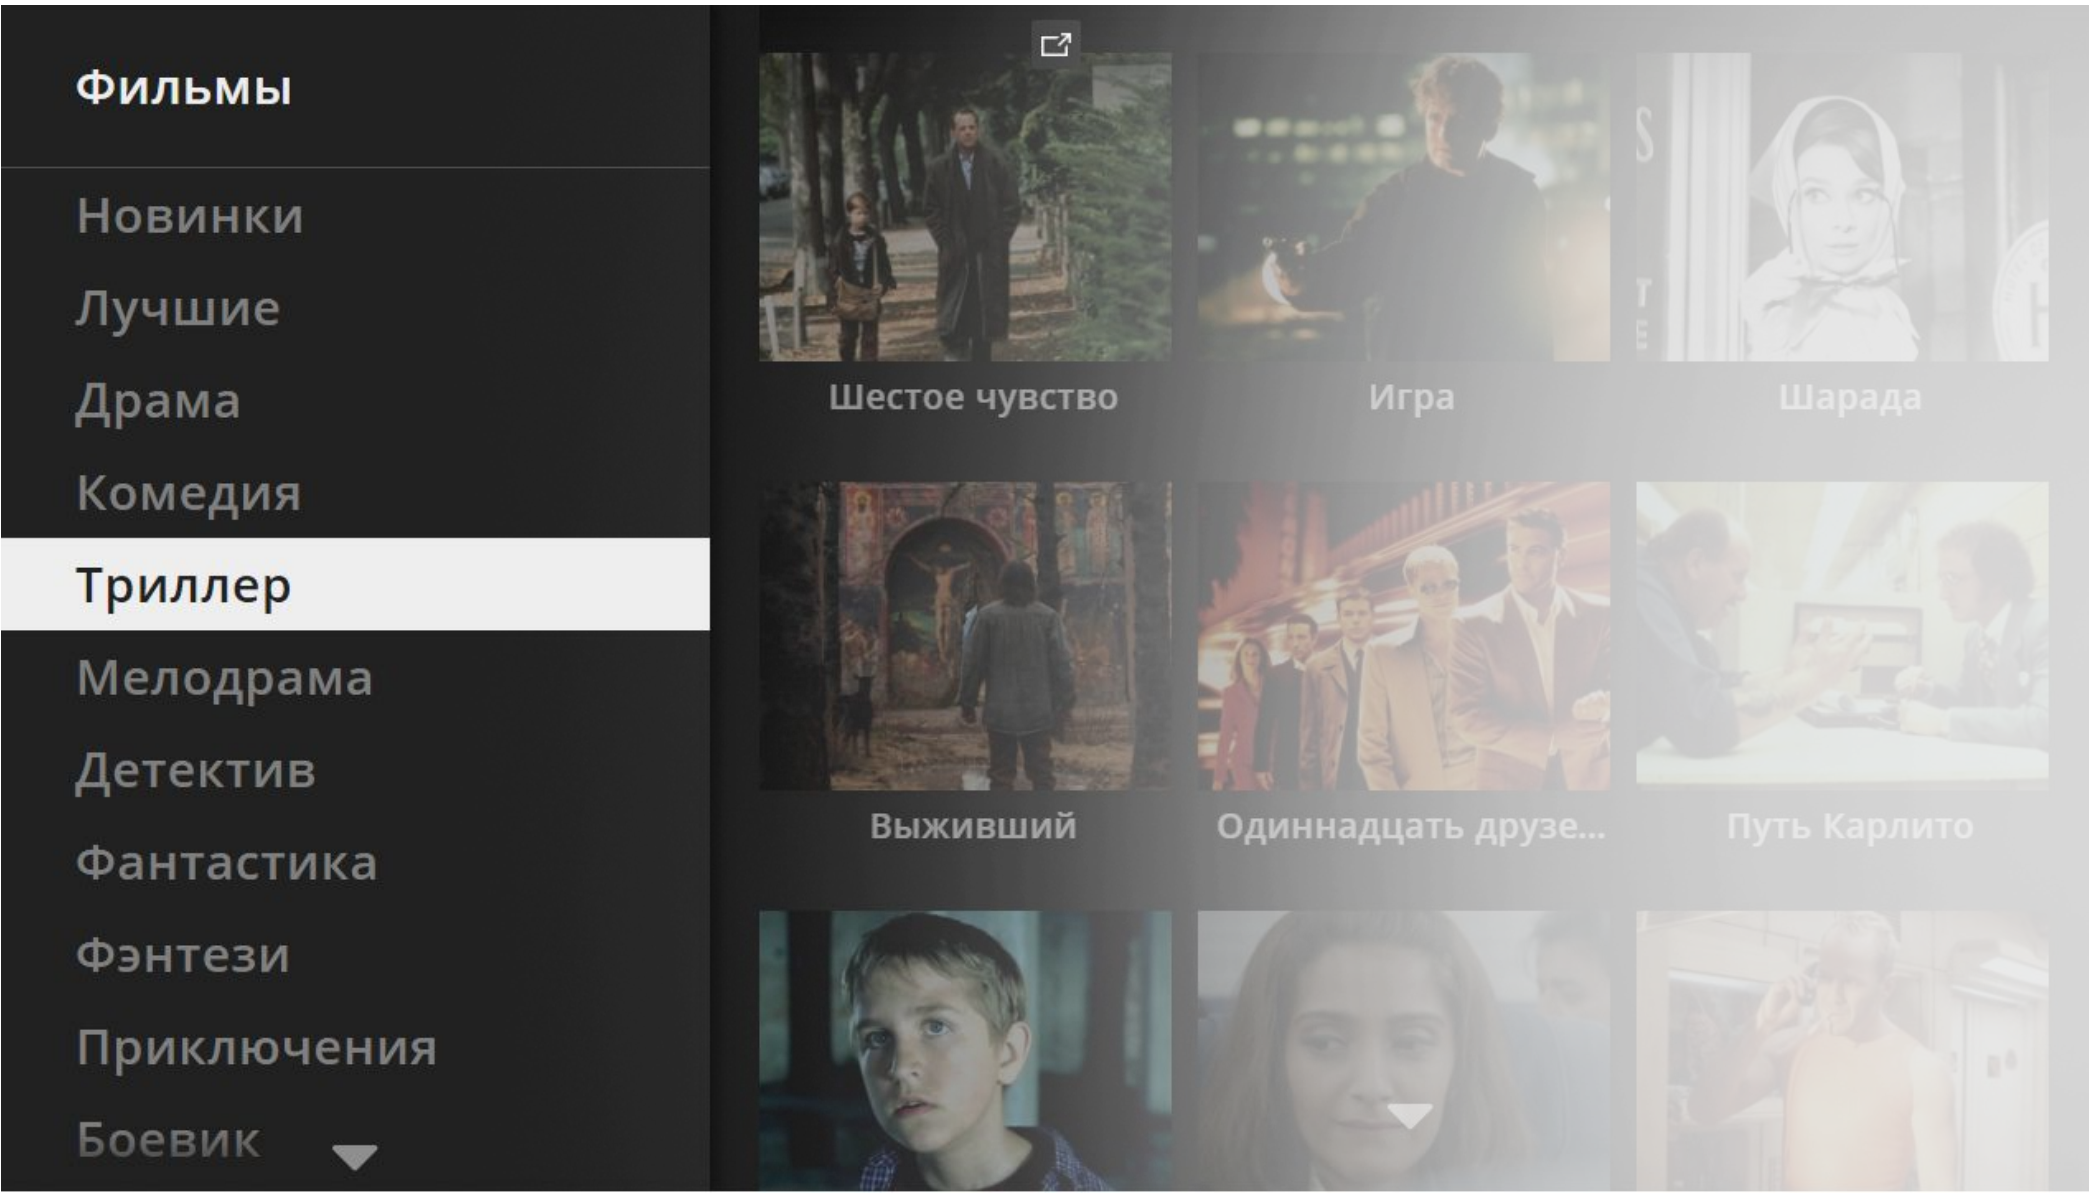 Фильмы
Новинки
Лучшие
Драма
Комедия
Триллер
Мелодрама
Детектив
Фантастика
Фэнтези
Приключения
Боевик
Шестое чувство
Игра
Шарада
Выживший
Одиннадцать друзе...
Путь Карлито